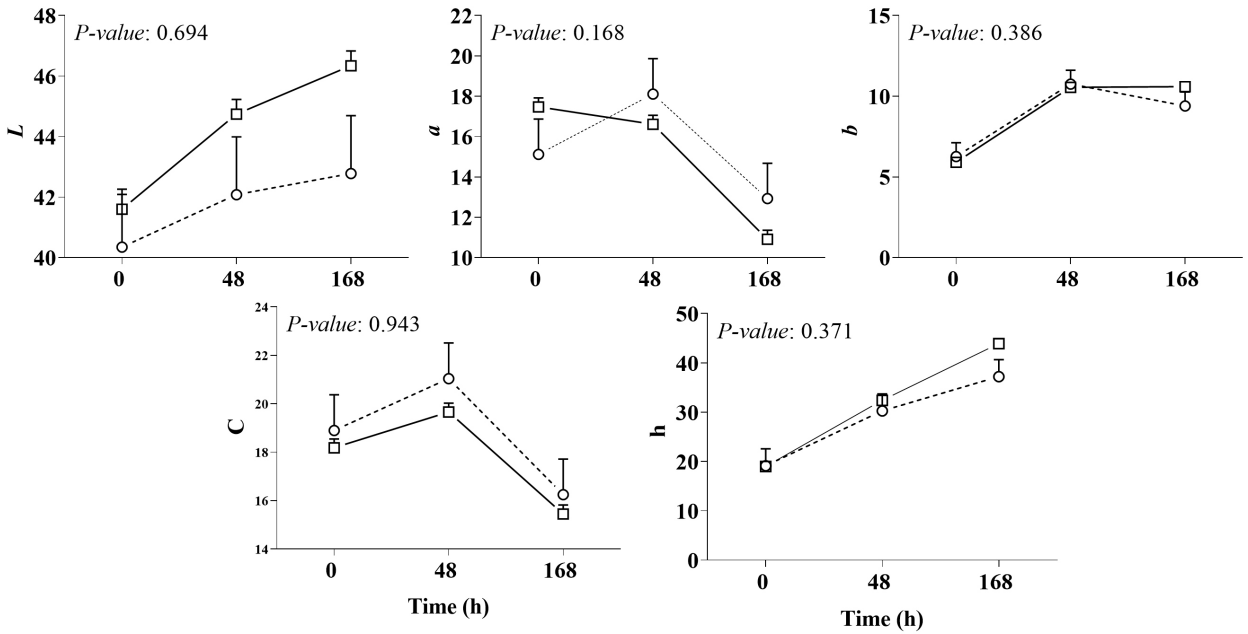 L
P-value: 0.694
48
46
44
42
40
0 48 168
a
P-value: 0.168
22
20
18
16
14
12
10
0 48 168
b
P-value: 0.386
15
10
5
0
0 48 168
C
P-value: 0.943
24
22
20
18
16
14
0 48 168
Time (h)
h
P-value: 0.371
50
40
30
20
10
0
0 48 168
Time (h)